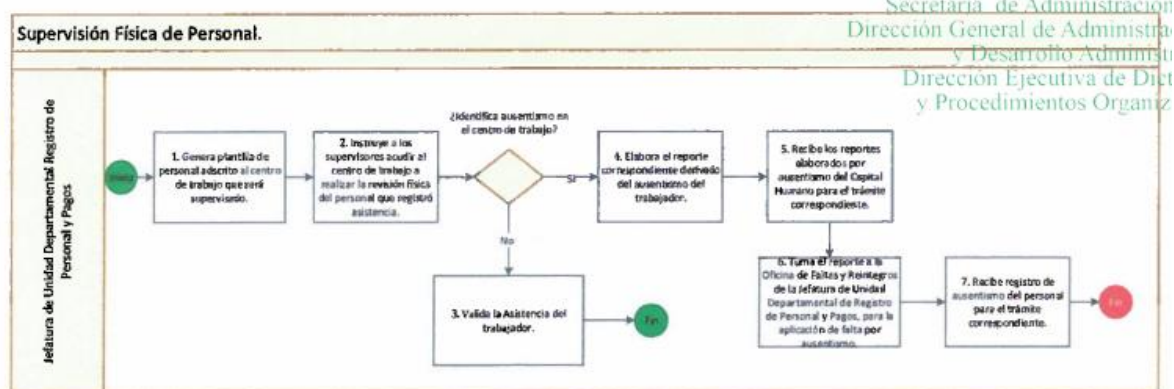 Secretaría de Administración
Dirección General de Administrac
y Desarrollo Administ
Dirección Ejecutiva de Dict
y Procedimientos Organiz
Supervisión Física de Personal.
Jefatura de Unidad Departamental Registro de
Personal y Pagos
Inicio
1. Genera plantilla de
personal adscrito al centro
de trabajo que será
supervisado.
2. Instruye a los
supervisores acudir al
centro de trabajo a
realizar la revisión física
del personal que registró
asistencia.
¿Identifica ausentismo en
el centro de trabajo?
Si
No
3. Valida la Asistencia del
trabajador.
Fin
4. Elabora el reporte
correspondiente derivado
del ausentismo del
trabajador.
5. Recibe los reportes
elaborados por
ausentismo del Capital
Humano para el trámite
correspondiente.
6. Turna el reporte a la
Oficina de Faltas y Reintegros
de la Jefatura de Unidad
Departamental de Registro
de Personal y Pagos, para la
aplicación de falta por
ausentismo.
7. Recibe registro de
ausentismo del personal
para el trámite
correspondiente.
Fin